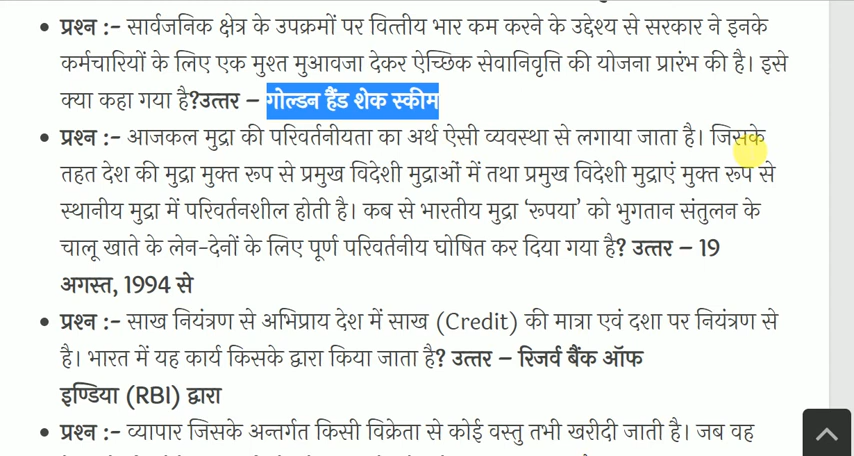 प्रश्न :- सार्वजनिक क्षेत्र के उपक्रमों पर वित्तीय भार कम करने के उद्देश्य से सरकार ने इनके
कर्मचारियों के लिए एक मुश्त मुआवजा देकर ऐच्छिक सेवानिवृत्ति की योजना प्रारंभ की है। इसे
क्या कहा गया है?उत्तर – गोल्डन हैंड शेक स्कीम
प्रश्न :- आजकल मुद्रा की परिवर्तनीयता का अर्थ ऐसी व्यवस्था से लगाया जाता है। जिसके
तहत देश की मुद्रा मुक्त रूप से प्रमुख विदेशी मुद्राओं में तथा प्रमुख विदेशी मुद्राएं मुक्त रूप से
स्थानीय मुद्रा में परिवर्तनशील होती है। कब से भारतीय मुद्रा ‘रूपया’ को भुगतान संतुलन के
चालू खाते के लेन-देनों के लिए पूर्ण परिवर्तनीय घोषित कर दिया गया है? उत्तर – 19
अगस्त, 1994 से
प्रश्न :- साख नियंत्रण से अभिप्राय देश में साख (Credit) की मात्रा एवं दशा पर नियंत्रण से
है। भारत में यह कार्य किसके द्वारा किया जाता है? उत्तर – रिजर्व बैंक ऑफ
इण्डिया (RBI) द्वारा
प्रश्न :- व्यापार जिसके अन्तर्गत किसी विक्रेता से कोई वस्तु तभी खरीदी जाती है। जब वह